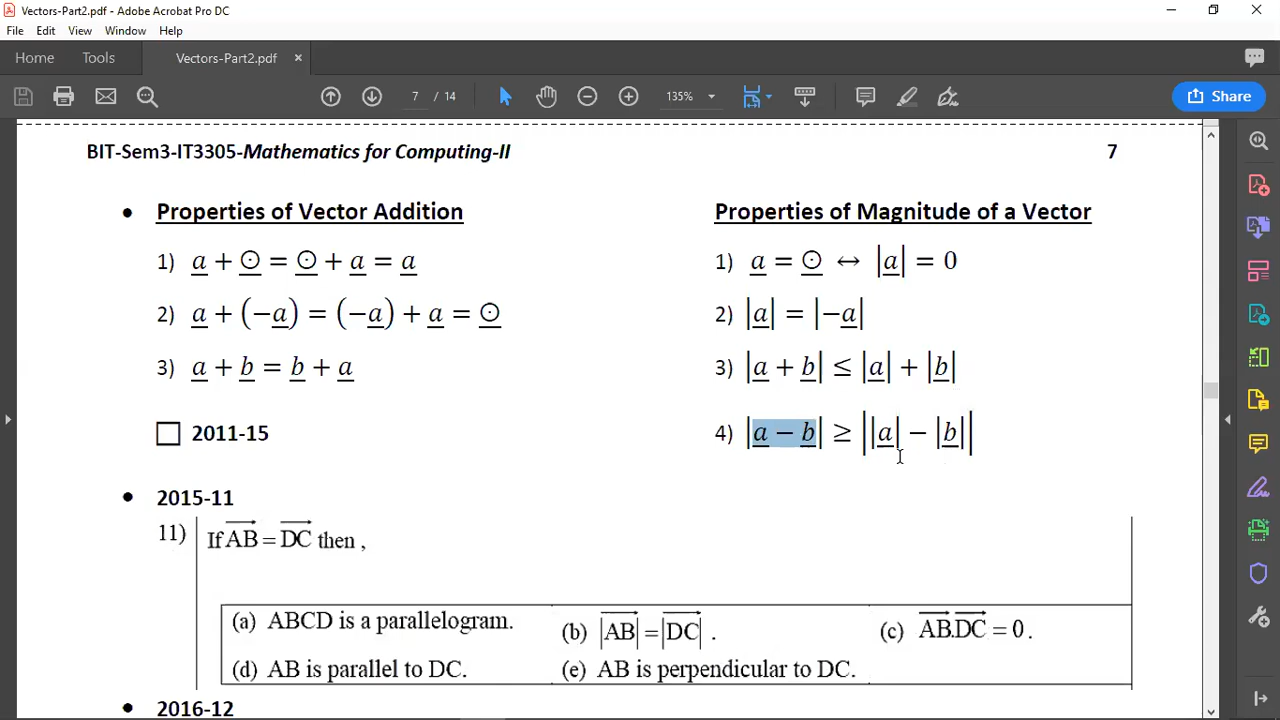 Vectors-Part2.pdf - Adobe Acrobat Pro DC
File Edit View Window Help
Home Tools Vectors-Part2.pdf ×
7 / 14 135% Share
BIT-Sem3-IT3305-Mathematics for Computing-II 7
• Properties of Vector Addition
1) a + ⊙ = ⊙ + a = a
2) a + (−a) = (−a) + a = ⊙
3) a + b = b + a
☐ 2011-15
Properties of Magnitude of a Vector
1) a = ⊙ ↔ |a| = 0
2) |a| = |−a|
3) |a + b| ≤ |a| + |b|
4) |a − b| ≥ ||a| − |b||
• 2015-11
11) If AB = DC then ,
(a) ABCD is a parallelogram. (b) |AB| = |DC| . (c) AB.DC = 0 .
(d) AB is parallel to DC. (e) AB is perpendicular to DC.
• 2016-12